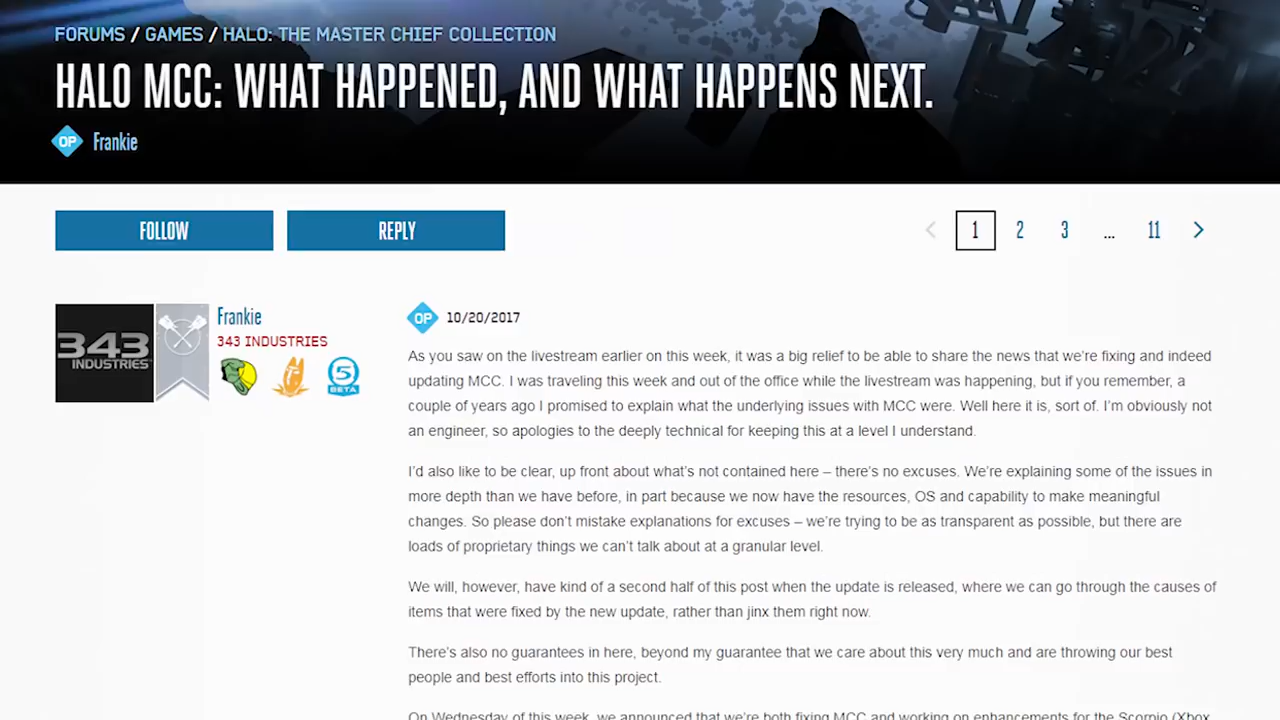 FORUMS / GAMES / HALO: THE MASTER CHIEF COLLECTION
HALO MCC: WHAT HAPPENED, AND WHAT HAPPENS NEXT.
OP Frankie
FOLLOW REPLY 1 2 3 ... 11
343 INDUSTRIES
Frankie
343 INDUSTRIES
5 BETA
OP 10/20/2017
As you saw on the livestream earlier on this week, it was a big relief to be able to share the news that we're fixing and indeed
updating MCC. I was traveling this week and out of the office while the livestream was happening, but if you remember, a
couple of years ago I promised to explain what the underlying issues with MCC were. Well here it is, sort of. I'm obviously not
an engineer, so apologies to the deeply technical for keeping this at a level I understand.
I'd also like to be clear, up front about what's not contained here – there's no excuses. We're explaining some of the issues in
more depth than we have before, in part because we now have the resources, OS and capability to make meaningful
changes. So please don't mistake explanations for excuses – we're trying to be as transparent as possible, but there are
loads of proprietary things we can't talk about at a granular level.
We will, however, have kind of a second half of this post when the update is released, where we can go through the causes of
items that were fixed by the new update, rather than jinx them right now.
There's also no guarantees in here, beyond my guarantee that we care about this very much and are throwing our best
people and best efforts into this project.
On Wednesday of this week, we announced that we're both fixing MCC and working on enhancements for the Scorpio (Xbox